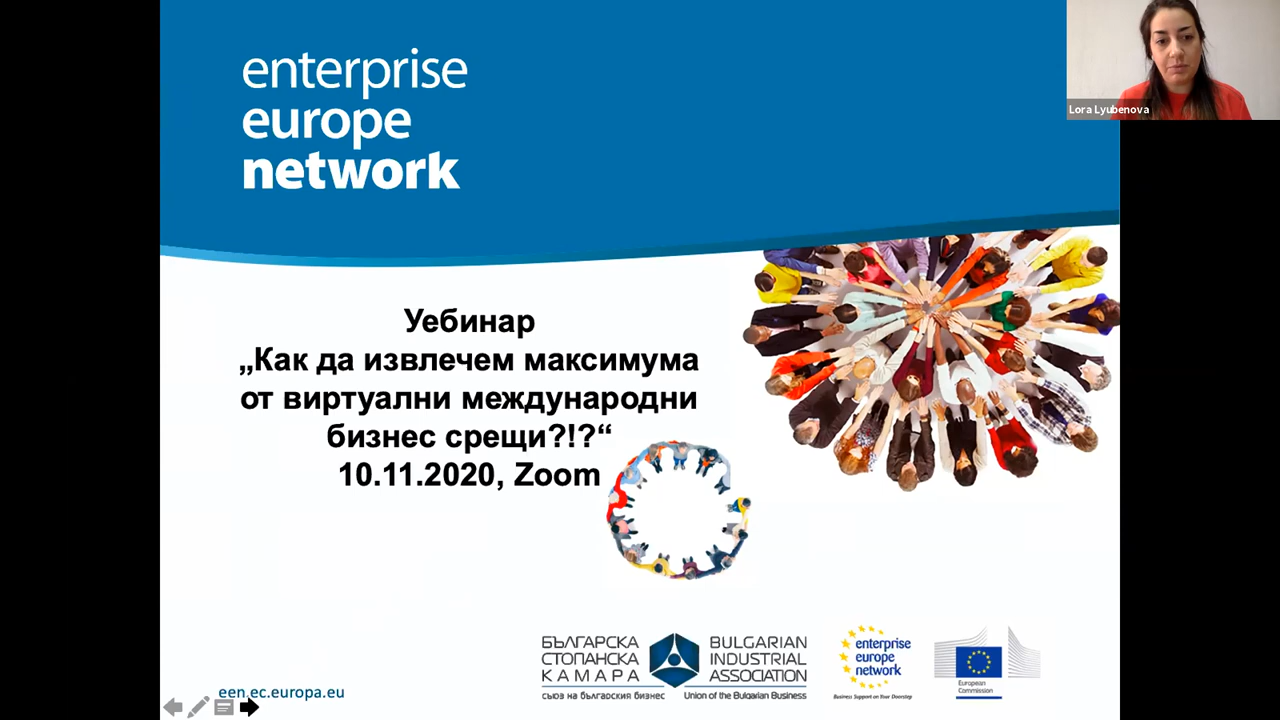 enterprise
europe
network
Lora Lyubenova
Уебинар
„Как да извлечем максимума
от виртуални международни
бизнес срещи?!?“
10.11.2020, Zoom
БЪЛГАРСКА
СТОПАНСКА
КАМАРА
съюз на българския бизнес
BULGARIAN
INDUSTRIAL
ASSOCIATION
Union of the Bulgarian Business
enterprise
europe
network
Business Support on Your Doorstep
European
Commission
een.ec.europa.eu